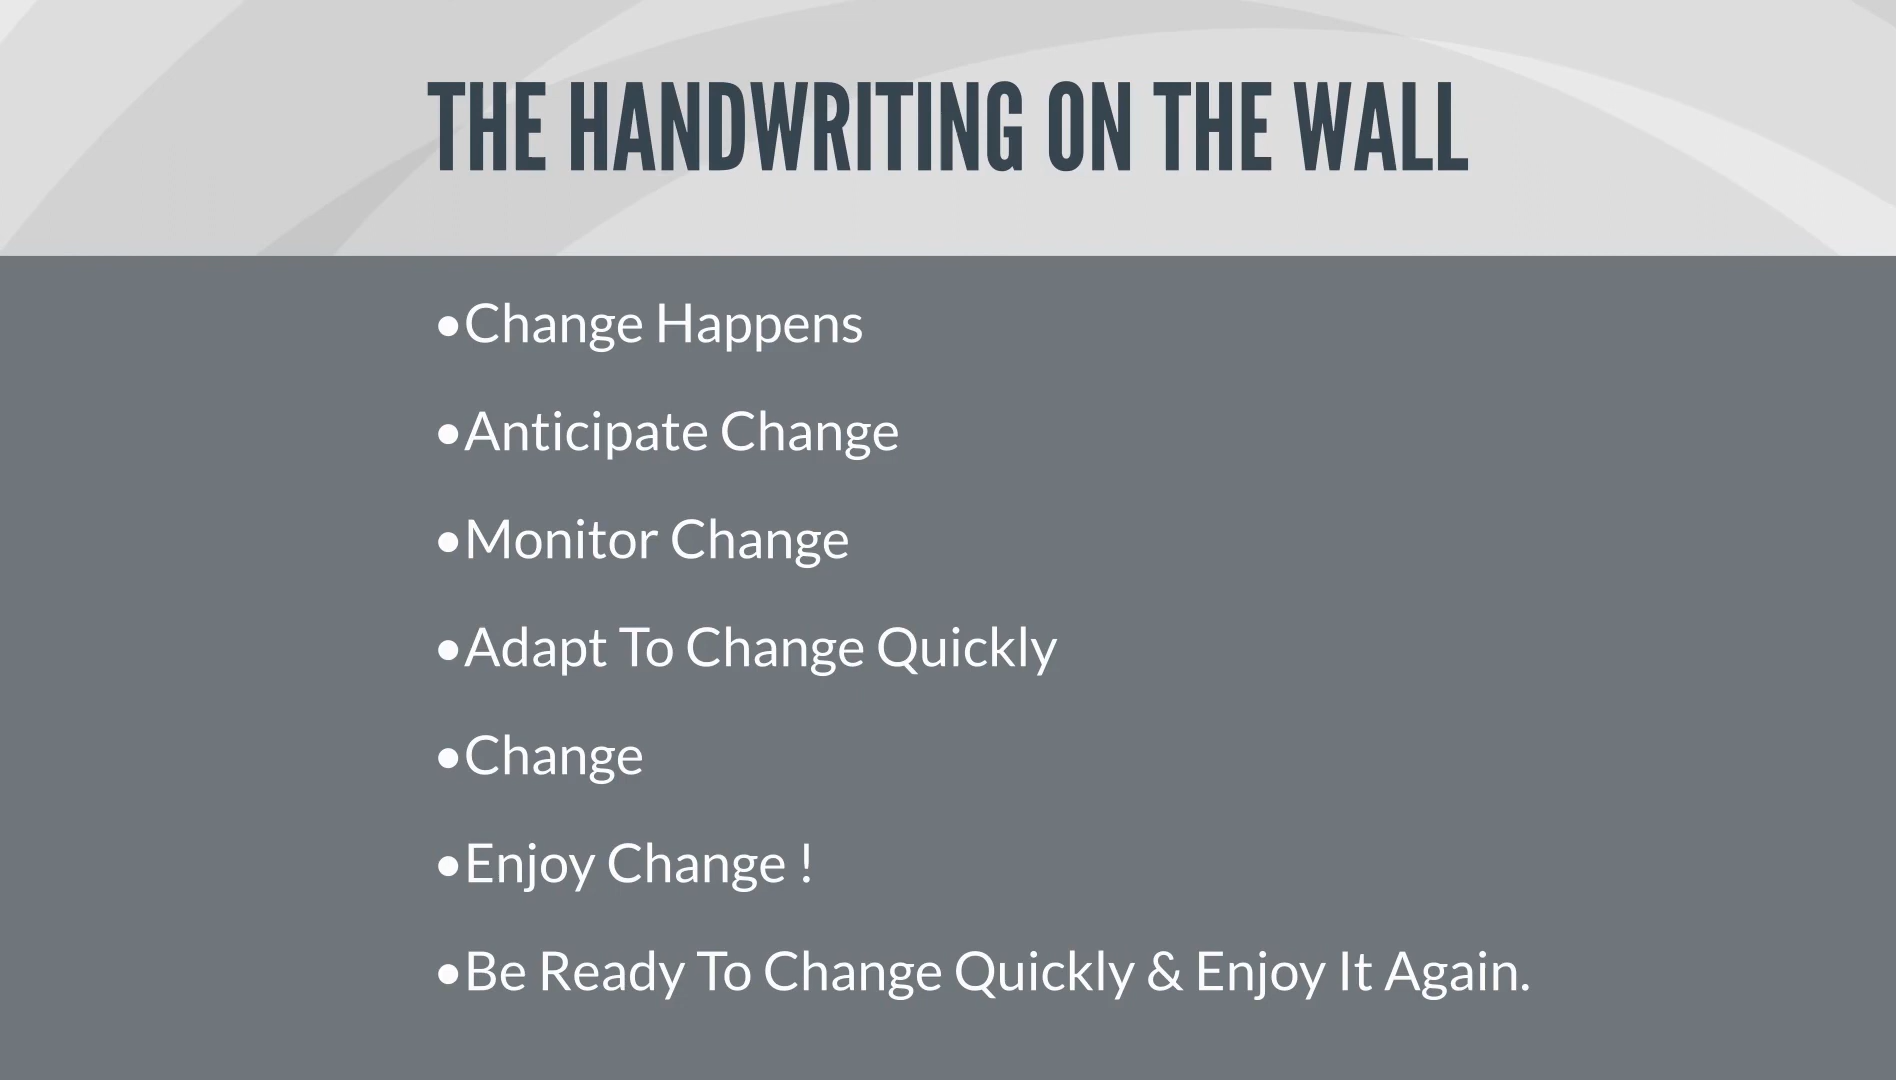 THE HANDWRITING ON THE WALL
•Change Happens
•Anticipate Change
•Monitor Change
•Adapt To Change Quickly
•Change
•Enjoy Change !
•Be Ready To Change Quickly & Enjoy It Again.